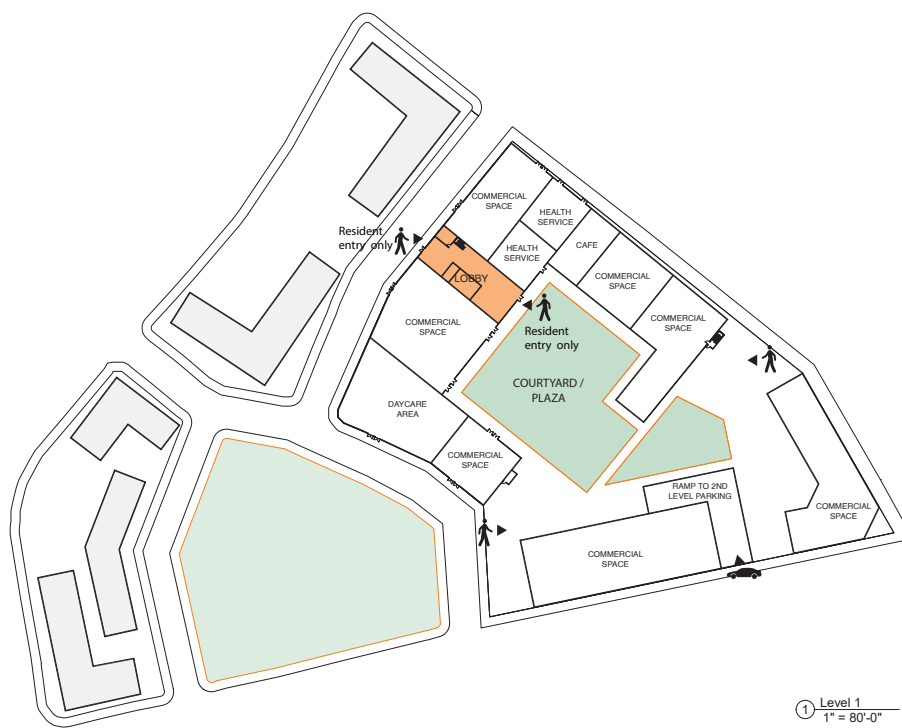 COMMERCIAL
SPACE
HEALTH
SERVICE
Resident
entry only
HEALTH
SERVICE
CAFE
LOBBY
COMMERCIAL
SPACE
COMMERCIAL
SPACE
COMMERCIAL
SPACE
Resident
entry only
COURTYARD /
PLAZA
DAYCARE
AREA
COMMERCIAL
SPACE
RAMP TO 2ND
LEVEL PARKING
COMMERCIAL
SPACE
COMMERCIAL
SPACE
1
Level 1
1" = 80'-0"